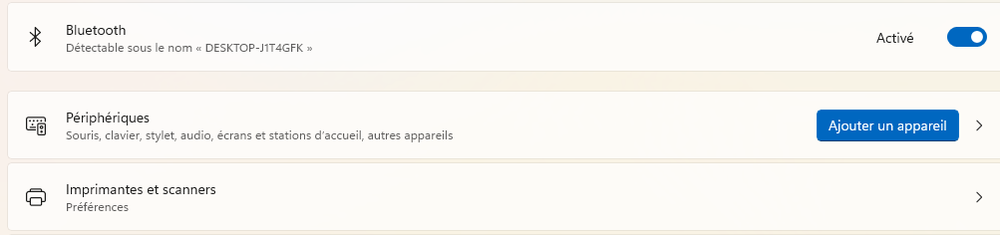 Bluetooth
Détectable sous le nom « DESKTOP-J1T4GFK »
Activé
Périphériques
Souris, clavier, stylet, audio, écrans et stations d’accueil, autres appareils
Ajouter un appareil
Imprimantes et scanners
Préférences